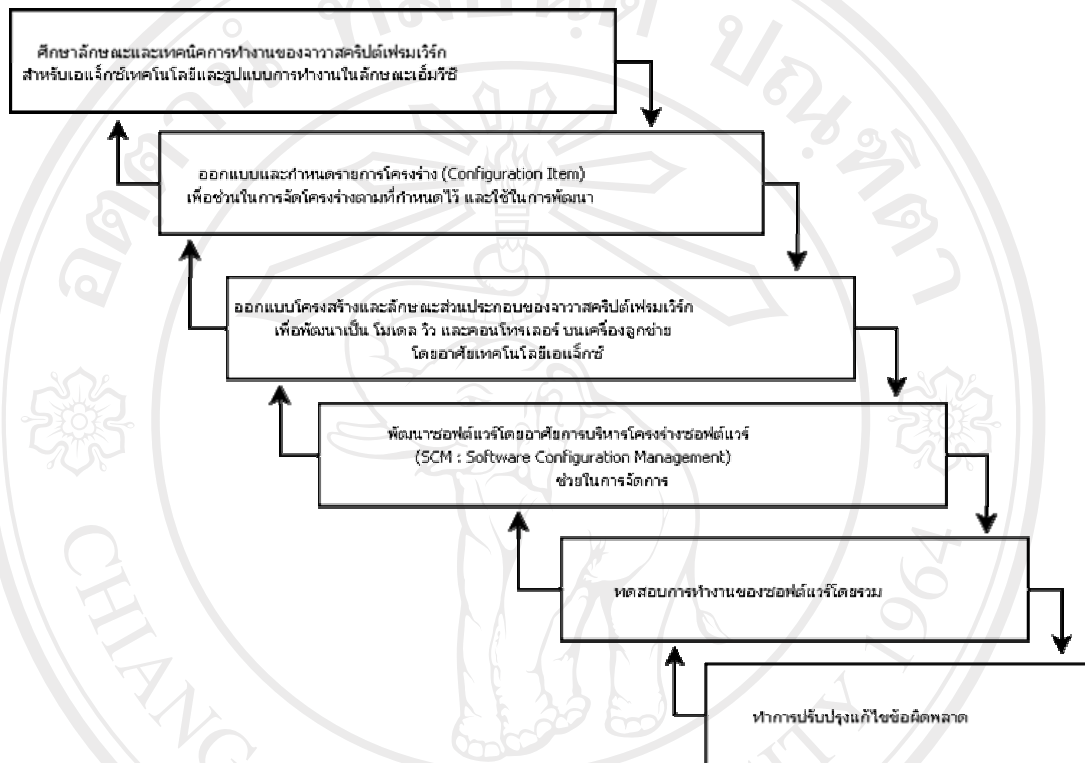 ศึกษาลักษณะและเทคนิคการทำงานของจาวาสคริปต์เฟรมเวิร์ก
สำหรับเอแจ็กซ์เทคโนโลยีและรูปแบบการทำงานในลักษณะเอ็มวีซี
ออกแบบและกำหนดรายการโครงร่าง (Configuration Item)
เพื่อช่วยในการจัดโครงร่างตามที่กำหนดไว้ และใช้ในการพัฒนา
ออกแบบโครงสร้างและลักษณะส่วนประกอบของจาวาสคริปต์เฟรมเวิร์ก
เพื่อพัฒนาเป็น โมเดล วิว และคอนโทรเลอร์ บนเครื่องลูกข่าย
โดยอาศัยเทคโนโลยีเอแจ็กซ์
พัฒนาซอฟต์แวร์โดยอาศัยการบริหารโครงร่างซอฟต์แวร์
(SCM : Software Configuration Management)
ช่วยในการจัดการ
ทดสอบการทำงานของซอฟต์แวร์โดยรวม
ทำการปรับปรุงแก้ไขข้อผิดพลาด
CHIANG
1964